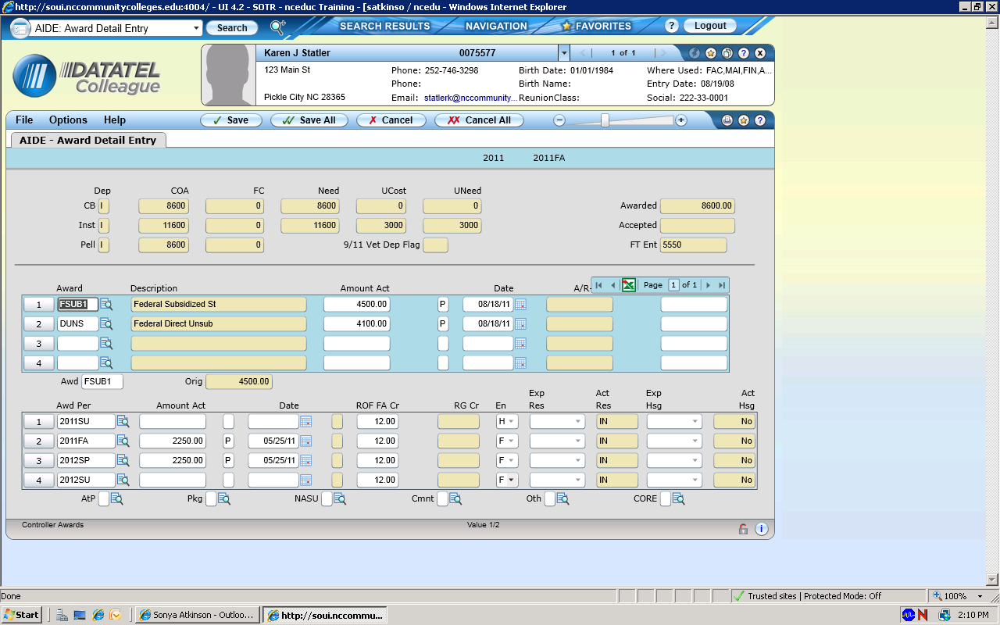 http://soui.nccommunitycolleges.edu:4004/ - UI 4.2 - SOTR - nceduc Training - [satkinso / ncedu - Windows Internet Explorer
AIDE: Award Detail Entry Search SEARCH RESULTS NAVIGATION FAVORITES ? Logout
DATATEL
Colleague
Karen J Statler 0075577 1 of 1
123 Main St Phone: 252-746-3298 Birth Date: 01/01/1984 Where Used: FAC,MAI,FIN,A...
Phone: Birth Name: Entry Date: 08/19/08
Pickle City NC 28365 Email: statlerk@nccommunity... ReunionClass: Social: 222-33-0001
File Options Help Save Save All Cancel Cancel All
AIDE - Award Detail Entry
2011 2011FA
Dep COA FC Need UCost UNeed
CB I 8600 0 8600 0 0 Awarded 8600.00
Inst I 11600 0 11600 3000 3000 Accepted
Pell I 8600 0 9/11 Vet Dep Flag FT Ent 5550
Award Description Amount Act Date A/R- Page 1 of 1
1 FSUB1 Federal Subsidized St 4500.00 P 08/18/11
2 DUNS Federal Direct Unsub 4100.00 P 08/18/11
3
4
Awd FSUB1 Orig 4500.00
Exp Act Exp Act
Awd Per Amount Act Date ROF FA Cr RG Cr En Res Res Hsg Hsg
1 2011SU 12.00 H IN No
2 2011FA 2250.00 P 05/25/11 12.00 F IN No
3 2012SP 2250.00 P 05/25/11 12.00 F IN No
4 2012SU 12.00 F IN No
AtP Pkg NASU Cmnt Oth CORE
Controller Awards Value 1/2
Done Trusted sites | Protected Mode: Off 100%
Start Sonya Atkinson - Outloo... http://soui.nccommu... 2:10 PM